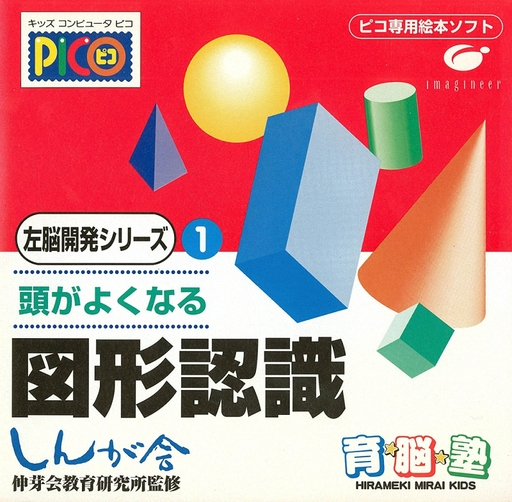 キッズ コンピュータ ピコ
PiCO ピコ
ピコ専用絵本ソフト
imagineer
左脳開発シリーズ 1
頭がよくなる
図形認識
しんが舎
伸芽会教育研究所監修
育★脳★塾
HIRAMEKI MIRAI KIDS